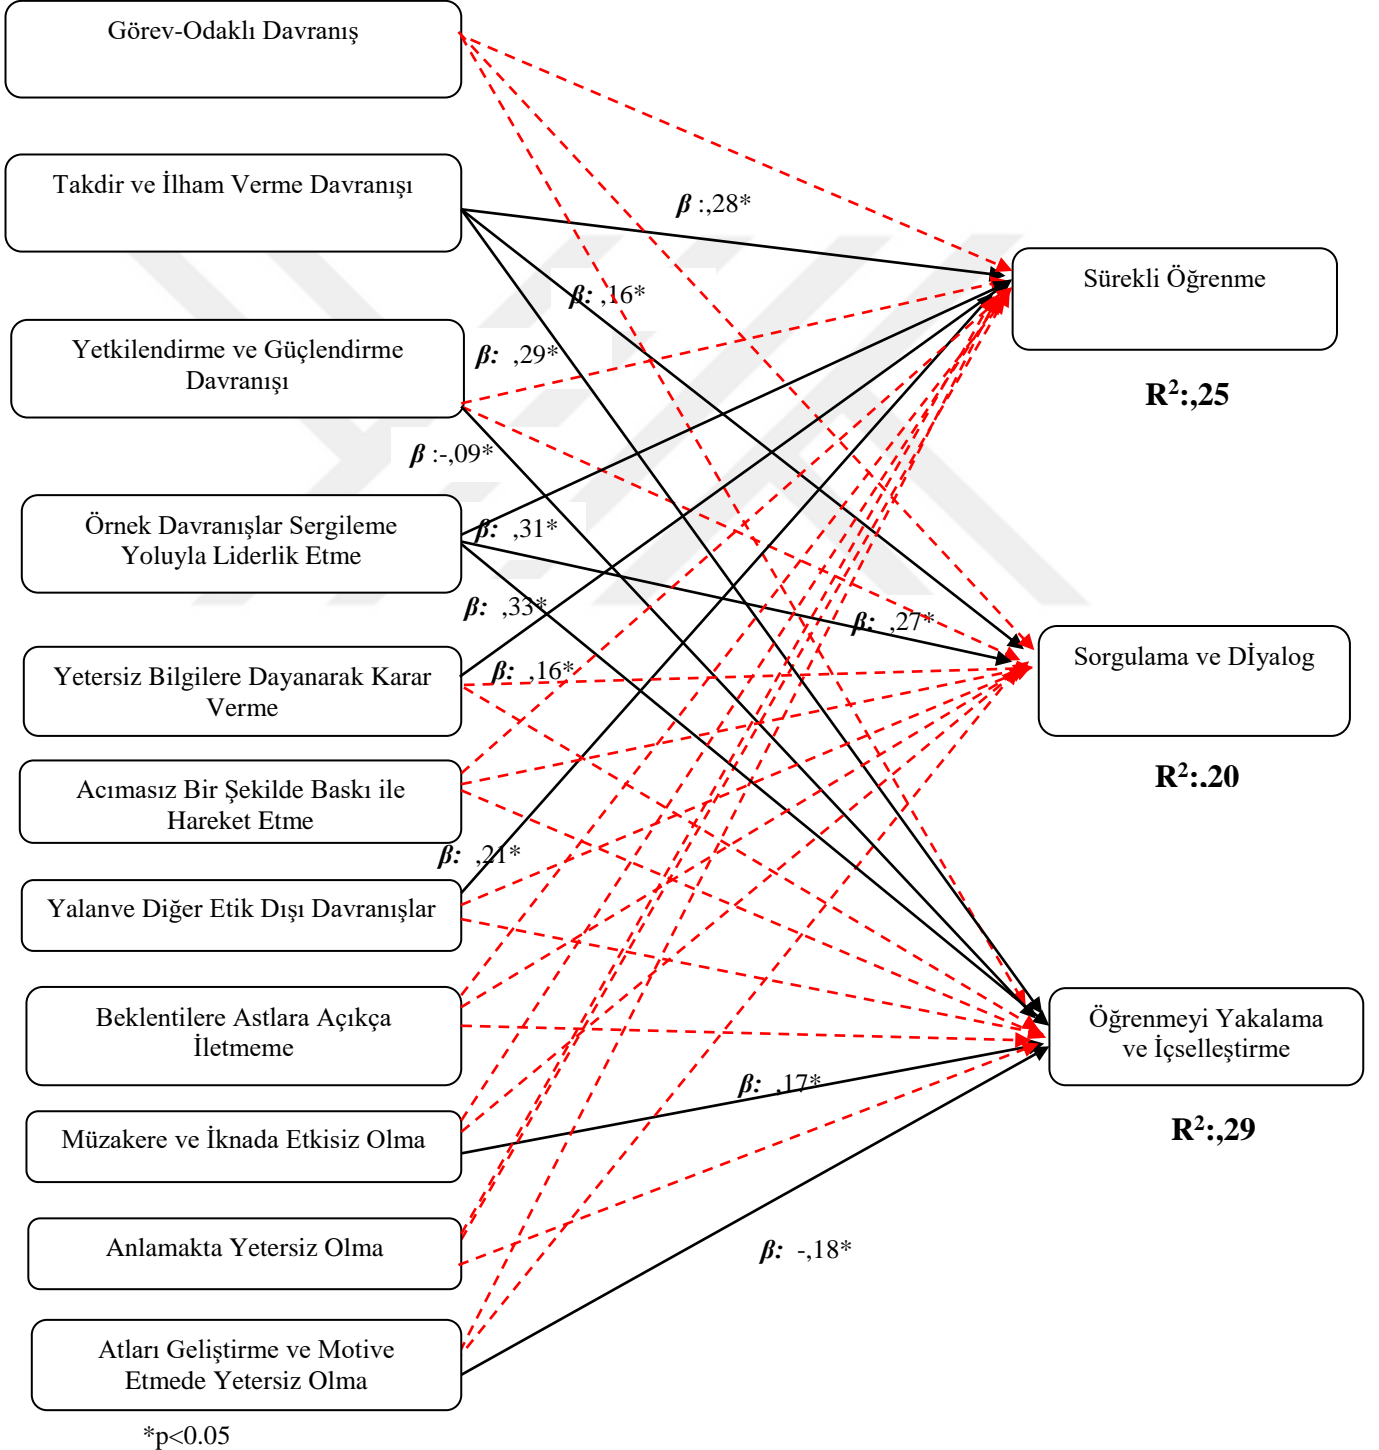 Görev-Odaklı Davranış
Takdir ve İlham Verme Davranışı
β :,28*
Sürekli Öğrenme
β: ,16*
Yetkilendirme ve Güçlendirme
Davranışı
β: ,29*
R²:,25
β :-,09*
Örnek Davranışlar Sergileme
Yoluyla Liderlik Etme
β: ,31*
β: ,33*
β: ,27*
Yetersiz Bilgilere Dayanarak Karar
Verme
β: ,16*
Sorgulama ve Dİyalog
R²:.20
Acımasız Bir Şekilde Baskı ile
Hareket Etme
β: ,21*
Yalanve Diğer Etik Dışı Davranışlar
Beklentilere Astlara Açıkça
İletmeme
Öğrenmeyi Yakalama
ve İçselleştirme
β: ,17*
R²:,29
Müzakere ve İknada Etkisiz Olma
Anlamakta Yetersiz Olma
β: -,18*
Atları Geliştirme ve Motive
Etmede Yetersiz Olma
*p<0.05